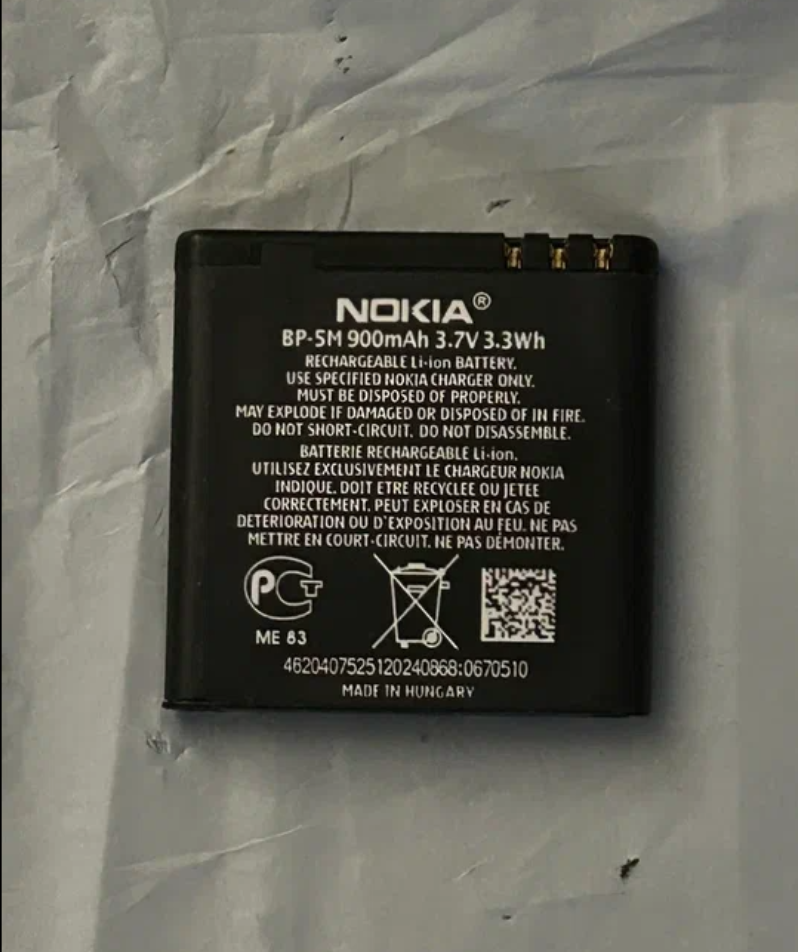 NOKIA®
BP-5M 900mAh 3.7V 3.3Wh
RECHARGEABLE Li-ion BATTERY.
USE SPECIFIED NOKIA CHARGER ONLY.
MUST BE DISPOSED OF PROPERLY.
MAY EXPLODE IF DAMAGED OR DISPOSED OF IN FIRE.
DO NOT SHORT-CIRCUIT. DO NOT DISASSEMBLE.
BATTERIE RECHARGEABLE Li-ion.
UTILISEZ EXCLUSIVEMENT LE CHARGEUR NOKIA
INDIQUE. DOIT ETRE RECYCLEE OU JETEE
CORRECTEMENT. PEUT EXPLOSER EN CAS DE
DETERIORATION OU D'EXPOSITION AU FEU. NE PAS
METTRE EN COURT-CIRCUIT. NE PAS DÉMONTER.
PCT
ME 83
4620407525120240868:0670510
MADE IN HUNGARY